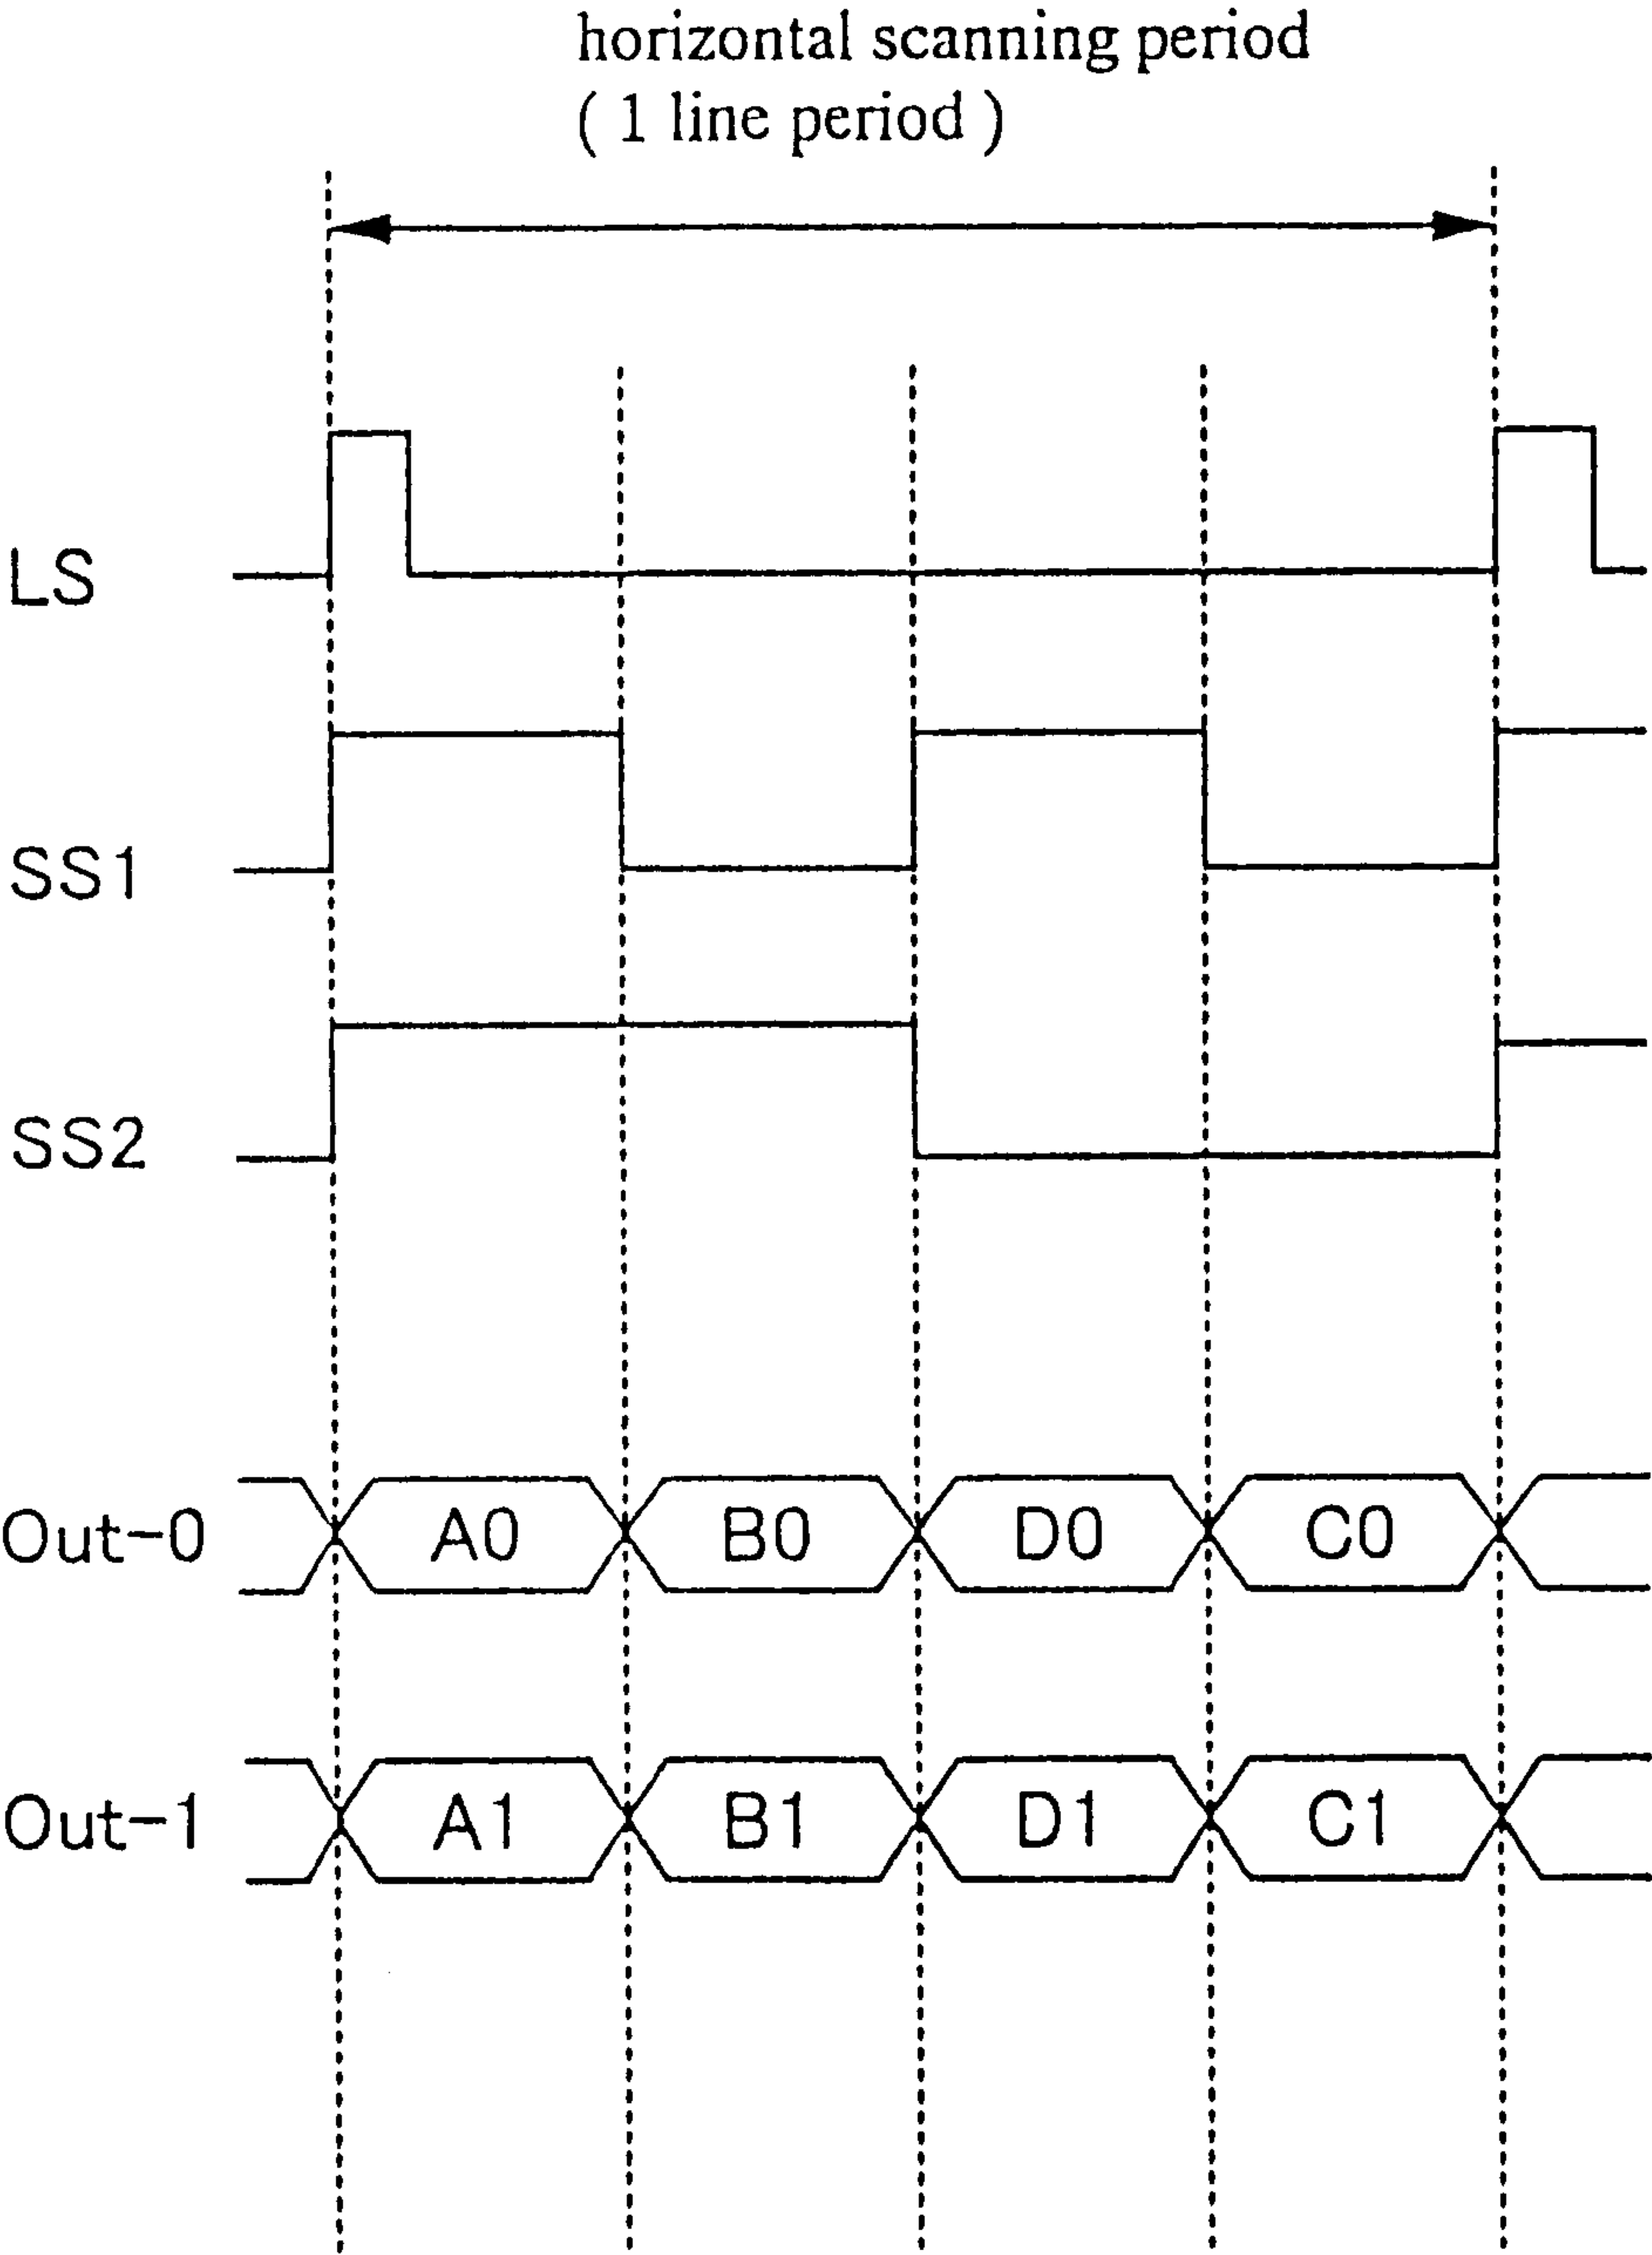 horizontal scanning period
( 1 line period )
LS
SS1
SS2
Out-0 A0 B0 D0 C0
Out-1 A1 B1 D1 C1